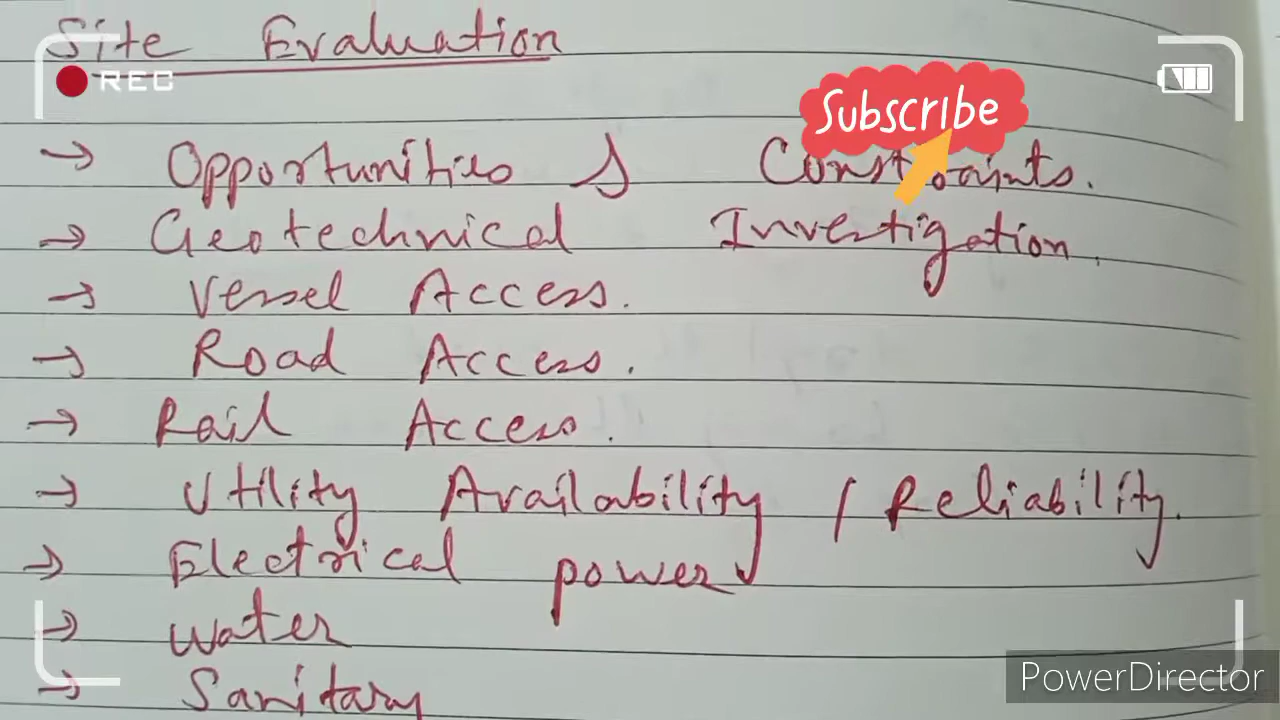 Site Evaluation
REC
Subscribe
→ Opportunities & Constraints.
→ Geotechnical Investigation.
→ Vessel Access.
→ Road Access.
→ Rail Access.
→ Utility Availability / Reliability.
→ Electrical power
→ Water
→ Sanitary
PowerDirector